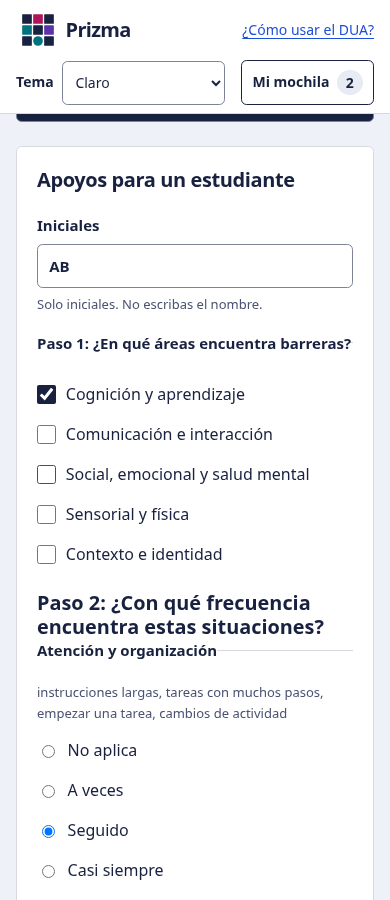 Prizma
¿Cómo usar el DUA?
Tema
Claro
Mi mochila 2
Apoyos para un estudiante
Iniciales
AB
Solo iniciales. No escribas el nombre.
Paso 1: ¿En qué áreas encuentra barreras?
Cognición y aprendizaje
Comunicación e interacción
Social, emocional y salud mental
Sensorial y física
Contexto e identidad
Paso 2: ¿Con qué frecuencia
encuentra estas situaciones?
Atención y organización
instrucciones largas, tareas con muchos pasos,
empezar una tarea, cambios de actividad
No aplica
A veces
Seguido
Casi siempre